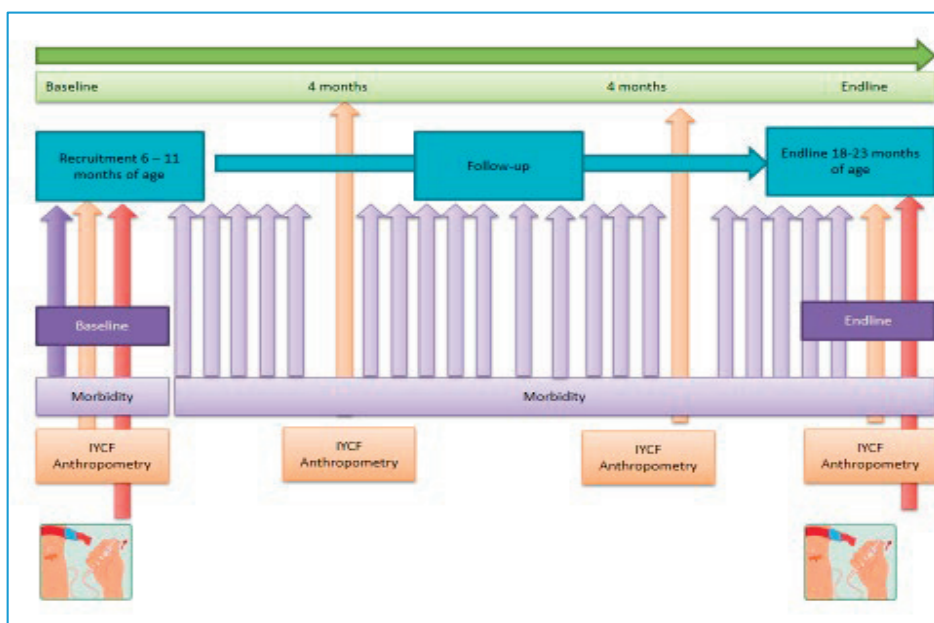 Baseline
4 months
4 months
Endline
Recruitment 6 – 11
months of age
Follow-up
Endline 18-23 months
of age
Baseline
Endline
Morbidity
Morbidity
IYCF
Anthropometry
IYCF
Anthropometry
IYCF
Anthropometry
IYCF
Anthropometry